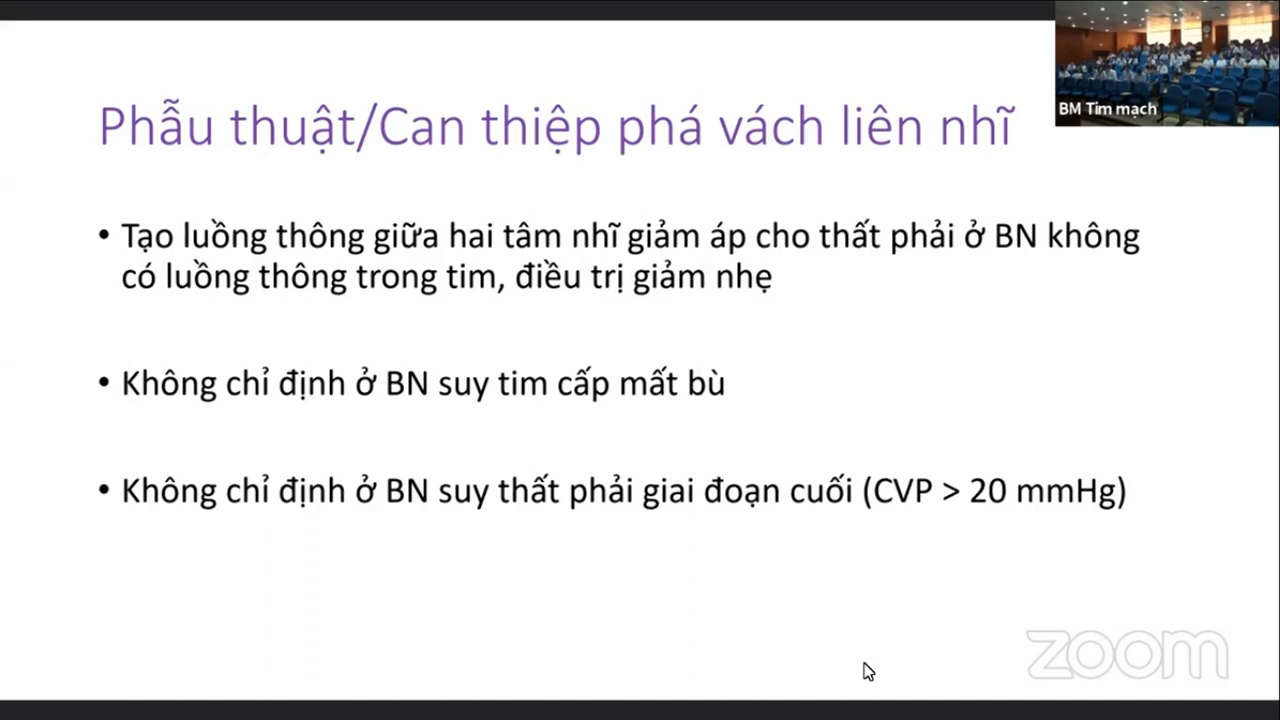 BM Tim mạch
Phẫu thuật/Can thiệp phá vách liên nhĩ
• Tạo luồng thông giữa hai tâm nhĩ giảm áp cho thất phải ở BN không
có luồng thông trong tim, điều trị giảm nhẹ
• Không chỉ định ở BN suy tim cấp mất bù
• Không chỉ định ở BN suy thất phải giai đoạn cuối (CVP > 20 mmHg)
zoom